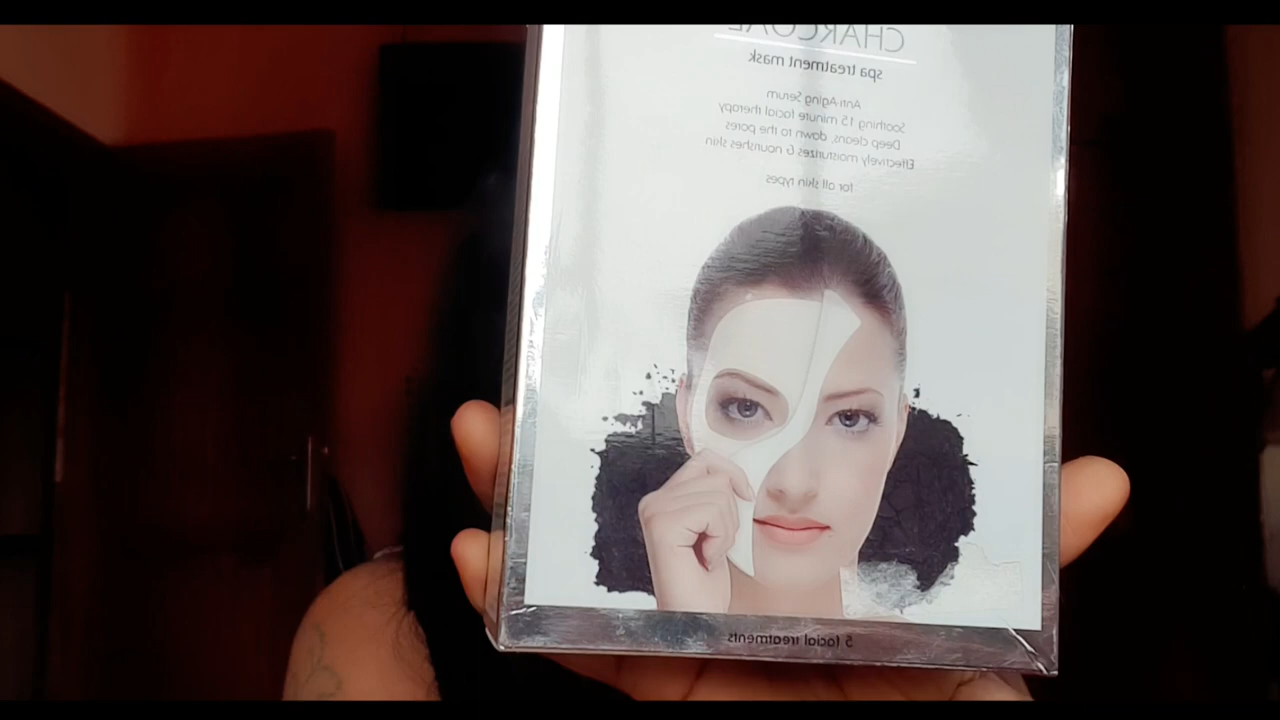 CHARCOAL
spa treatment mask
Anti-Aging Serum
Soothing 15 minute facial therapy
Deep cleans, down to the pores
Effectively moisturizes & nourishes skin
for all skin types
5 facial treatments